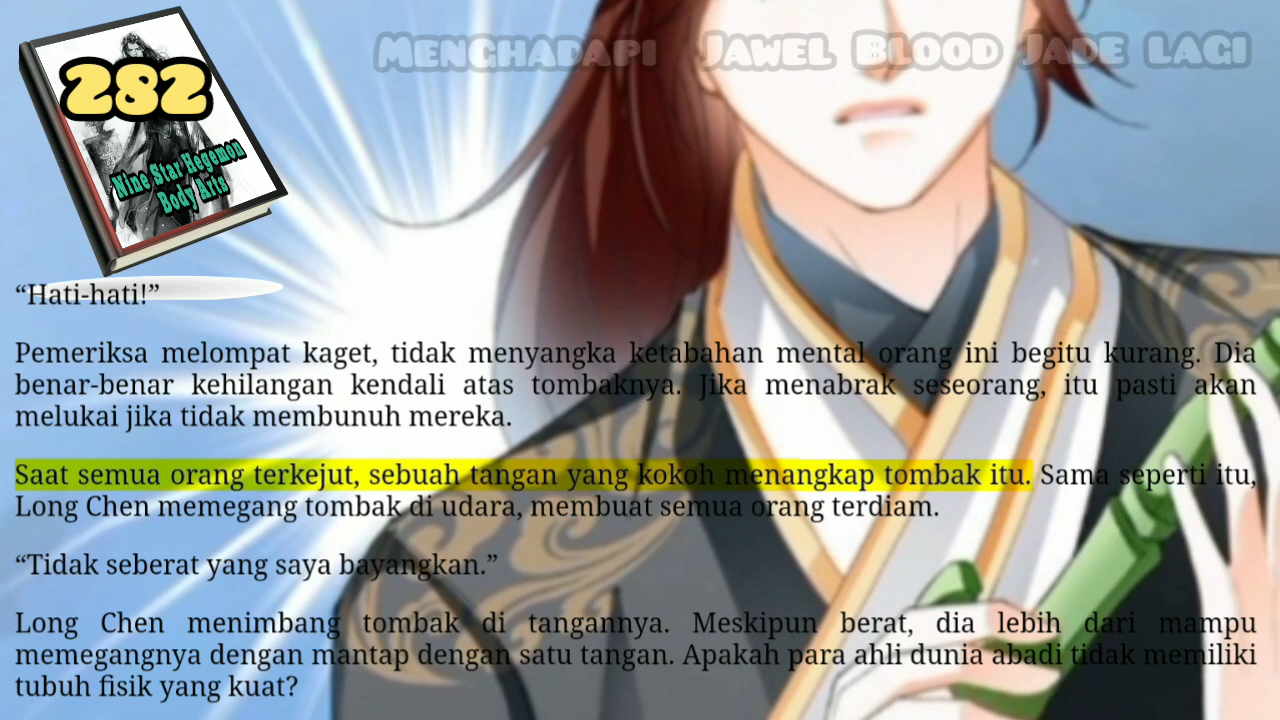 MENGHADAPI JAWEL BLOOD JADE LAGI
282
Nine Star Hegemon
Body Arts
“Hati-hati!”
Pemeriksa melompat kaget, tidak menyangka ketabahan mental orang ini begitu kurang. Dia
benar-benar kehilangan kendali atas tombaknya. Jika menabrak seseorang, itu pasti akan
melukai jika tidak membunuh mereka.
Saat semua orang terkejut, sebuah tangan yang kokoh menangkap tombak itu. Sama seperti itu,
Long Chen memegang tombak di udara, membuat semua orang terdiam.
“Tidak seberat yang saya bayangkan.”
Long Chen menimbang tombak di tangannya. Meskipun berat, dia lebih dari mampu
memegangnya dengan mantap dengan satu tangan. Apakah para ahli dunia abadi tidak memiliki
tubuh fisik yang kuat?